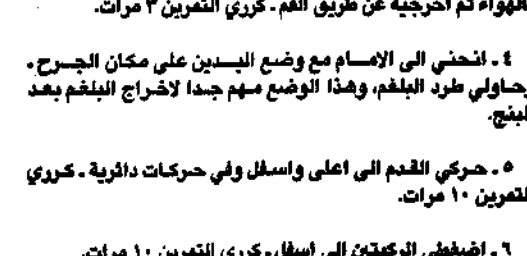 الهواء ثم اخرجيه عن طريق الفم . كرري التمرين ٣ مرات.
٤ . انحني الى الامام مع وضع اليدين على مكان الجرح .
حاولي طرد البلغم، وهذا الوضع مهم جدا لاخراج البلغم بعد
البنج.
٥ . حركي القدم الى اعلى واسفل وفي حركات دائرية . كرري
التمرين ١٠ مرات.
٦ . اضغطي الركبتين الى اسفل . كرري التمرين ١٠ مرات.